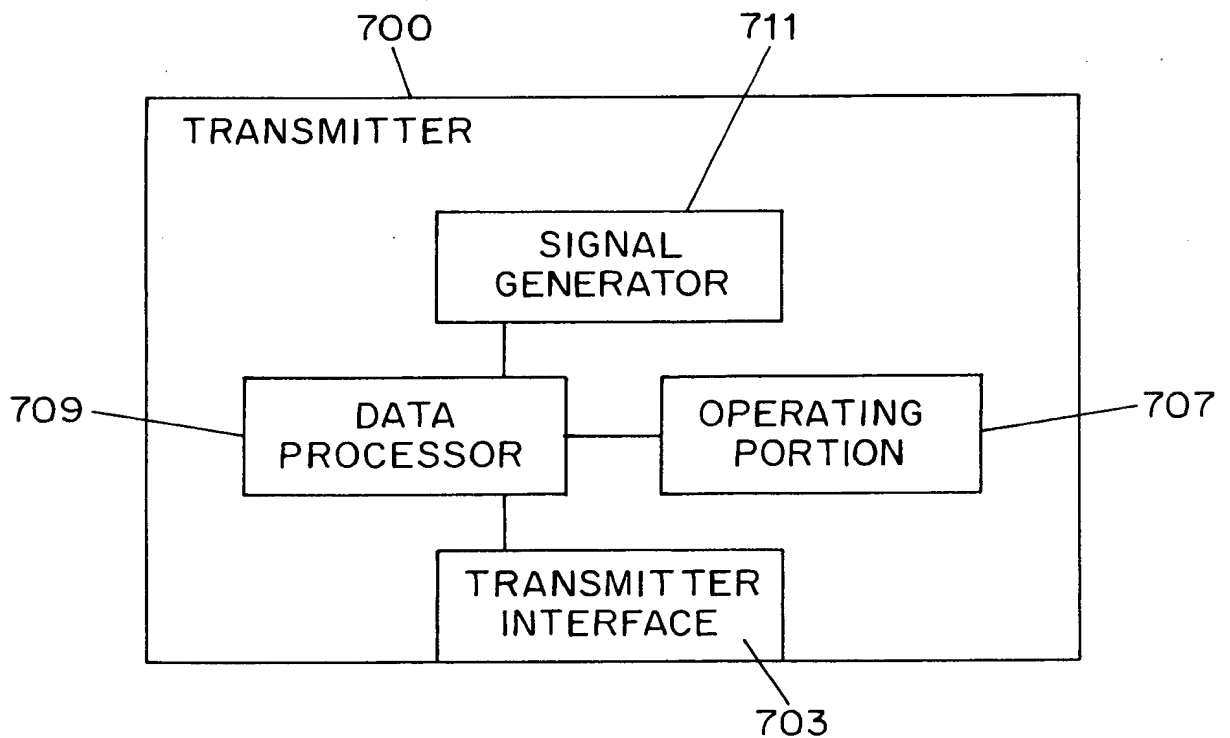 700
711
TRANSMITTER
SIGNAL
GENERATOR
709
DATA
PROCESSOR
OPERATING
PORTION
707
TRANSMITTER
INTERFACE
703